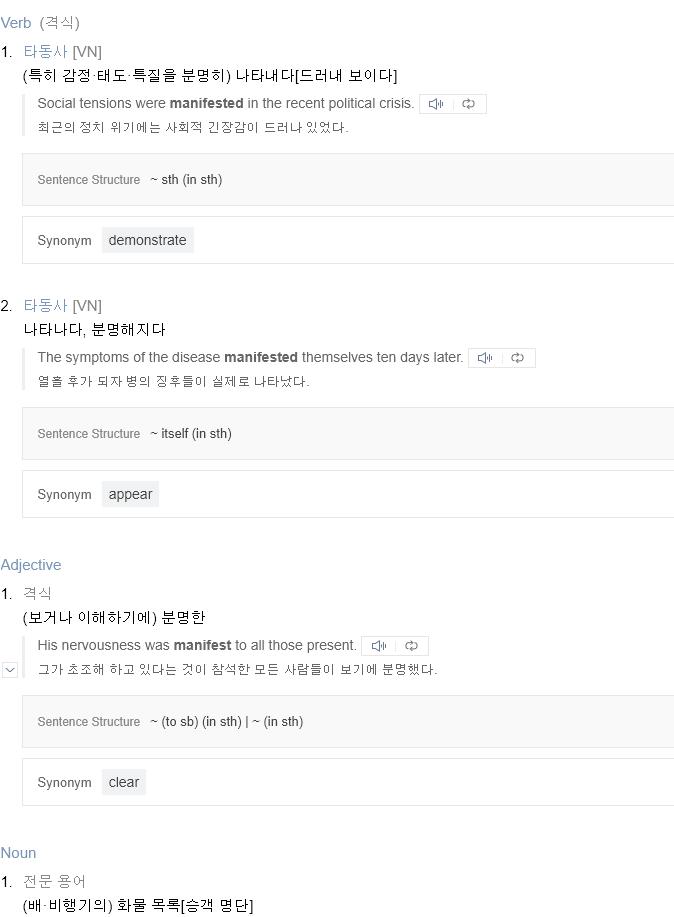 Verb (격식)
1. 타동사 [VN]
(특히 감정·태도·특질을 분명히) 나타내다[드러내 보이다]
Social tensions were manifested in the recent political crisis.
최근의 정치 위기에는 사회적 긴장감이 드러나 있었다.
Sentence Structure ~ sth (in sth)
Synonym demonstrate
2. 타동사 [VN]
나타나다, 분명해지다
The symptoms of the disease manifested themselves ten days later.
열흘 후가 되자 병의 징후들이 실제로 나타났다.
Sentence Structure ~ itself (in sth)
Synonym appear
Adjective
1. 격식
(보거나 이해하기에) 분명한
His nervousness was manifest to all those present.
그가 초조해 하고 있다는 것이 참석한 모든 사람들이 보기에 분명했다.
Sentence Structure ~ (to sb) (in sth) | ~ (in sth)
Synonym clear
Noun
1. 전문 용어
(배·비행기의) 화물 목록[승객 명단]